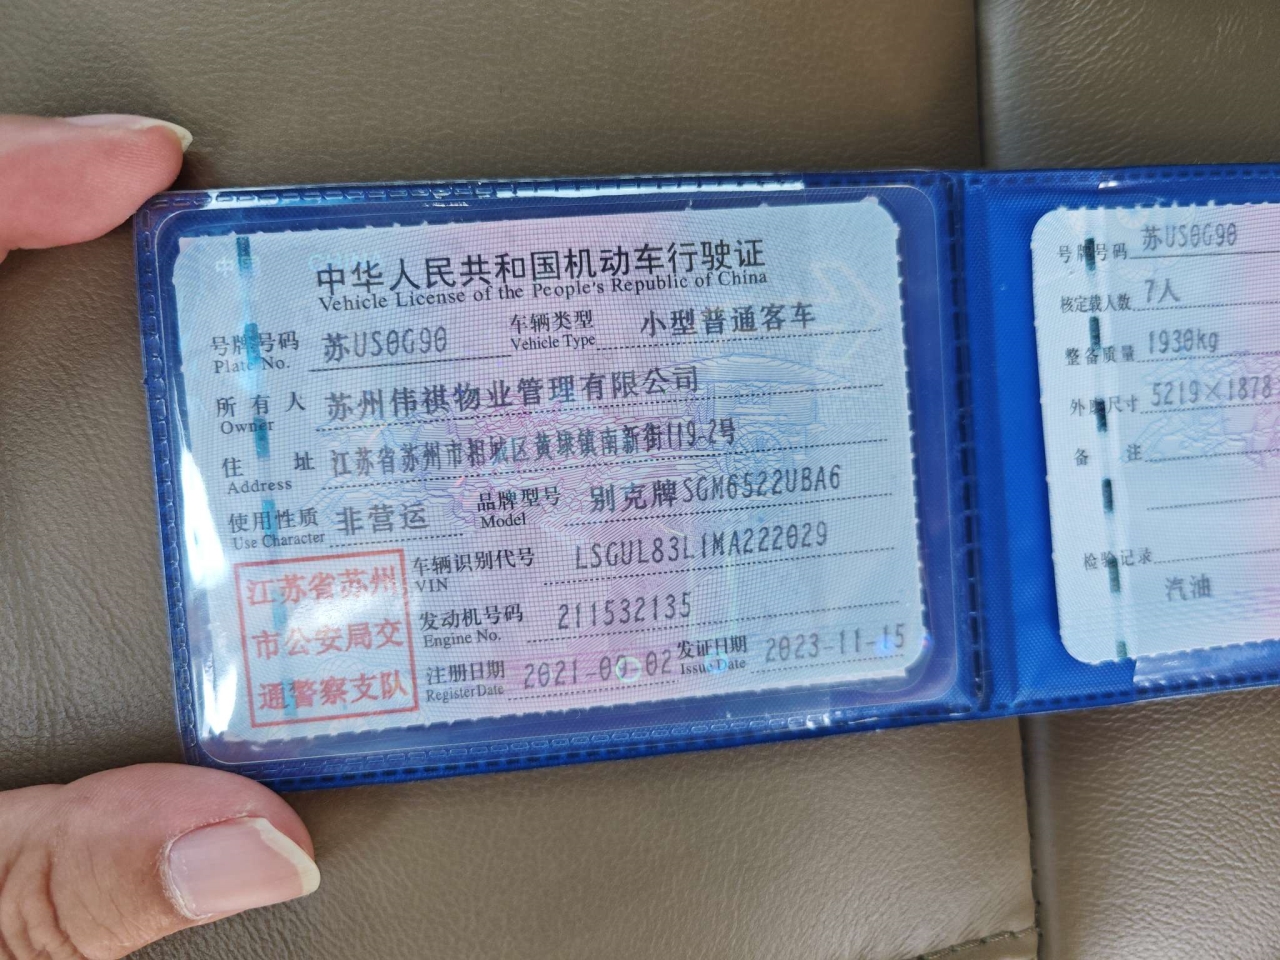 中华人民共和国机动车行驶证
Vehicle License of the People's Republic of China
号牌号码 苏US0G90 车辆类型 小型普通客车
Plate No. Vehicle Type
所有人 苏州伟祺物业管理有限公司
Owner
住址 江苏省苏州市相城区黄埭镇南新街119-2号
Address
使用性质 非营运 品牌型号 别克牌SGM6522UBA6
Use Character Model
车辆识别代号 LSGUL83L1MA222029
VIN
发动机号码 211532135
Engine No.
注册日期 2021-09-02 发证日期 2023-11-15
Register Date Issue Date
江苏省苏州
市公安局交
通警察支队
号牌号码 苏US0G90
核定载人数 7人
整备质量 1930kg
外廓尺寸 5219×1878
备注
检验记录
汽油